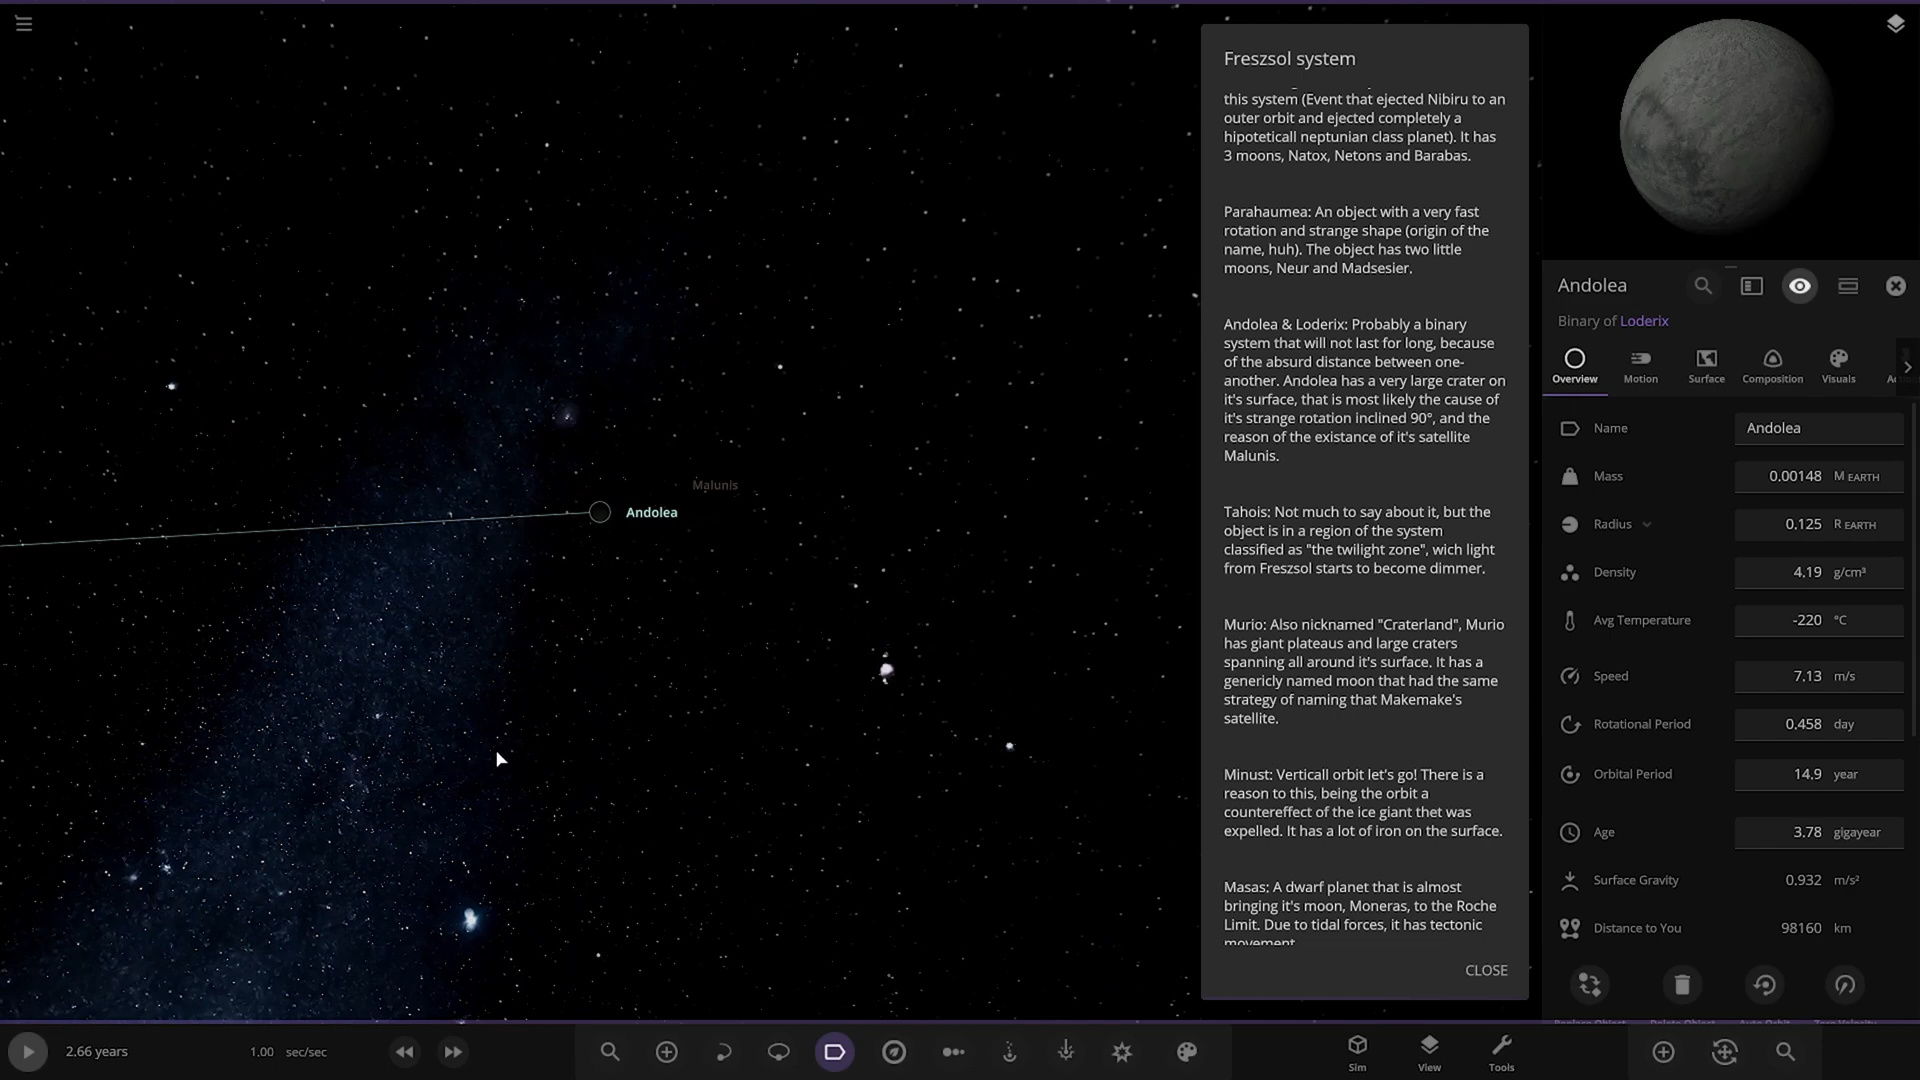 Freszsol system
this system (Event that ejected Nibiru to an
outer orbit and ejected completely a
hipoteticall neptunian class planet). It has
3 moons, Natox, Netons and Barabas.
Parahaumea: An object with a very fast
rotation and strange shape (origin of the
name, huh). The object has two little
moons, Neur and Madsesier.
Andolea & Loderix: Probably a binary
system that will not last for long, because
of the absurd distance between one-
another. Andolea has a very large crater on
it's surface, that is most likely the cause of
it's strange rotation inclined 90°, and the
reason of the existance of it's satellite
Malunis.
Tahois: Not much to say about it, but the
object is in a region of the system
classified as "the twilight zone", wich light
from Freszsol starts to become dimmer.
Murio: Also nicknamed "Craterland", Murio
has giant plateaus and large craters
spanning all around it's surface. It has a
genericly named moon that had the same
strategy of naming that Makemake's
satellite.
Minust: Verticall orbit let's go! There is a
reason to this, being the orbit a
countereffect of the ice giant thet was
expelled. It has a lot of iron on the surface.
Masas: A dwarf planet that is almost
bringing it's moon, Moneras, to the Roche
Limit. Due to tidal forces, it has tectonic
movement
CLOSE
Malunis
Andolea
Andolea
Binary of Loderix
Overview
Motion
Surface
Composition
Visuals
Name Andolea
Mass 0.00148 M EARTH
Radius 0.125 R EARTH
Density 4.19 g/cm³
Avg Temperature -220 °C
Speed 7.13 m/s
Rotational Period 0.458 day
Orbital Period 14.9 year
Age 3.78 gigayear
Surface Gravity 0.932 m/s²
Distance to You 98160 km
2.66 years
1.00 sec/sec
Sim
View
Tools